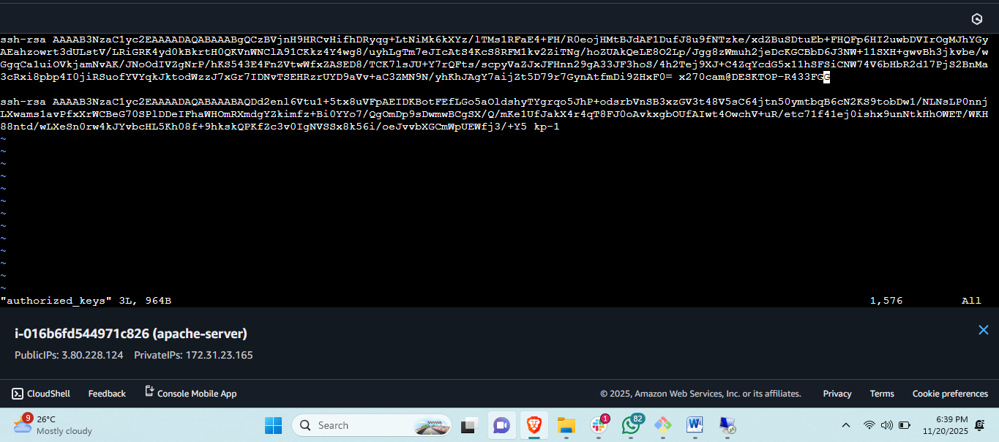 ssh-rsa AAAAB3NzaC1yc2EAAAADAQABAAABgQCzBVjnH9HRCvHifhDRyqg+LtNiMk6kXYz/lTMs1RFaE4+FH/R0eojHMtBJdAF1DufJ8u9fNTzke/xdZBuSDtuEb+FHQFp6HI2uwbDVIrOgMJhYGy
AEahzowrt3dULstV/LRiGRK4yd0kBkrtH0QKVnWNClA91CKkz4Y4wg8/uyhLgTm7eJIcAtS4KcS8RFM1kv2ZiTNg/hoZUAkQeLE8O2Lp/Jgg8zWmuh2jeDcKGCBbD6J3NW+11SXH+gwvBh3jkvbe/w
GgqCa1uiOVkjamNvAK/JNoOdIVZgNrP/hKS543E4FnZVtwWfxZASED8/TCK7lsJU+Y7rQFts/scpyVaZJxJFHnn29gA33JF3hoS/4h2Tej9XJ+C4ZqYcdG5x11hSFSiCNW74V6bHbR2d17PjS2BnMa
3cRxi8pbp4I0jiRSuofYVYqkJktodWzzJ7xGr7IDNvTSEHRzrUYD9aVv+aC3ZMN9N/yhKhJAgY7aijZt5D79r7GynAtfmDi9ZHxF0= x270cam@DESKTOP-R433FGG
ssh-rsa AAAAB3NzaC1yc2EAAAADAQABAAABAQDd2enl6Vtu1+5tx8uVFpAEIDKBotFEfLGo5aOldshyTYgrqo5JhP+odsrbVnSB3xzGV3t48V5sC64jtn50ymtbqB6cN2KS9tobDw1/NLNsLP0nnj
LXwams1avPfxXrWCBeG70SPlDDeIFhaWHOmRXmdgYZkimfz+Bi0YYo7/QgOmDp9sDwmwBCgSX/Q/mKe1UfJakX4r4qT8FJ0oAvkxgbOUfAIwt4OwchV+uR/etc71f41ej0ishx9unNtkHhOWET/WKH
88ntd/wLXeSn0rw4kJYvbcHL5Kh08f+9hkskQPKfZc3v0IgNVSSx8k56i/oeJvvbXGCmWpUEWfj3/+Y5 kp-1
~
~
~
~
~
~
~
~
~
~
~
~
~
"authorized_keys" 3L, 964B 1,576 All
i-016b6fd544971c826 (apache-server)
PublicIPs: 3.80.228.124 PrivateIPs: 172.31.23.165
CloudShell Feedback Console Mobile App © 2025, Amazon Web Services, Inc. or its affiliates. Privacy Terms Cookie preferences
9 26°C
Mostly cloudy
Search
1
82
6:39 PM
11/20/2025